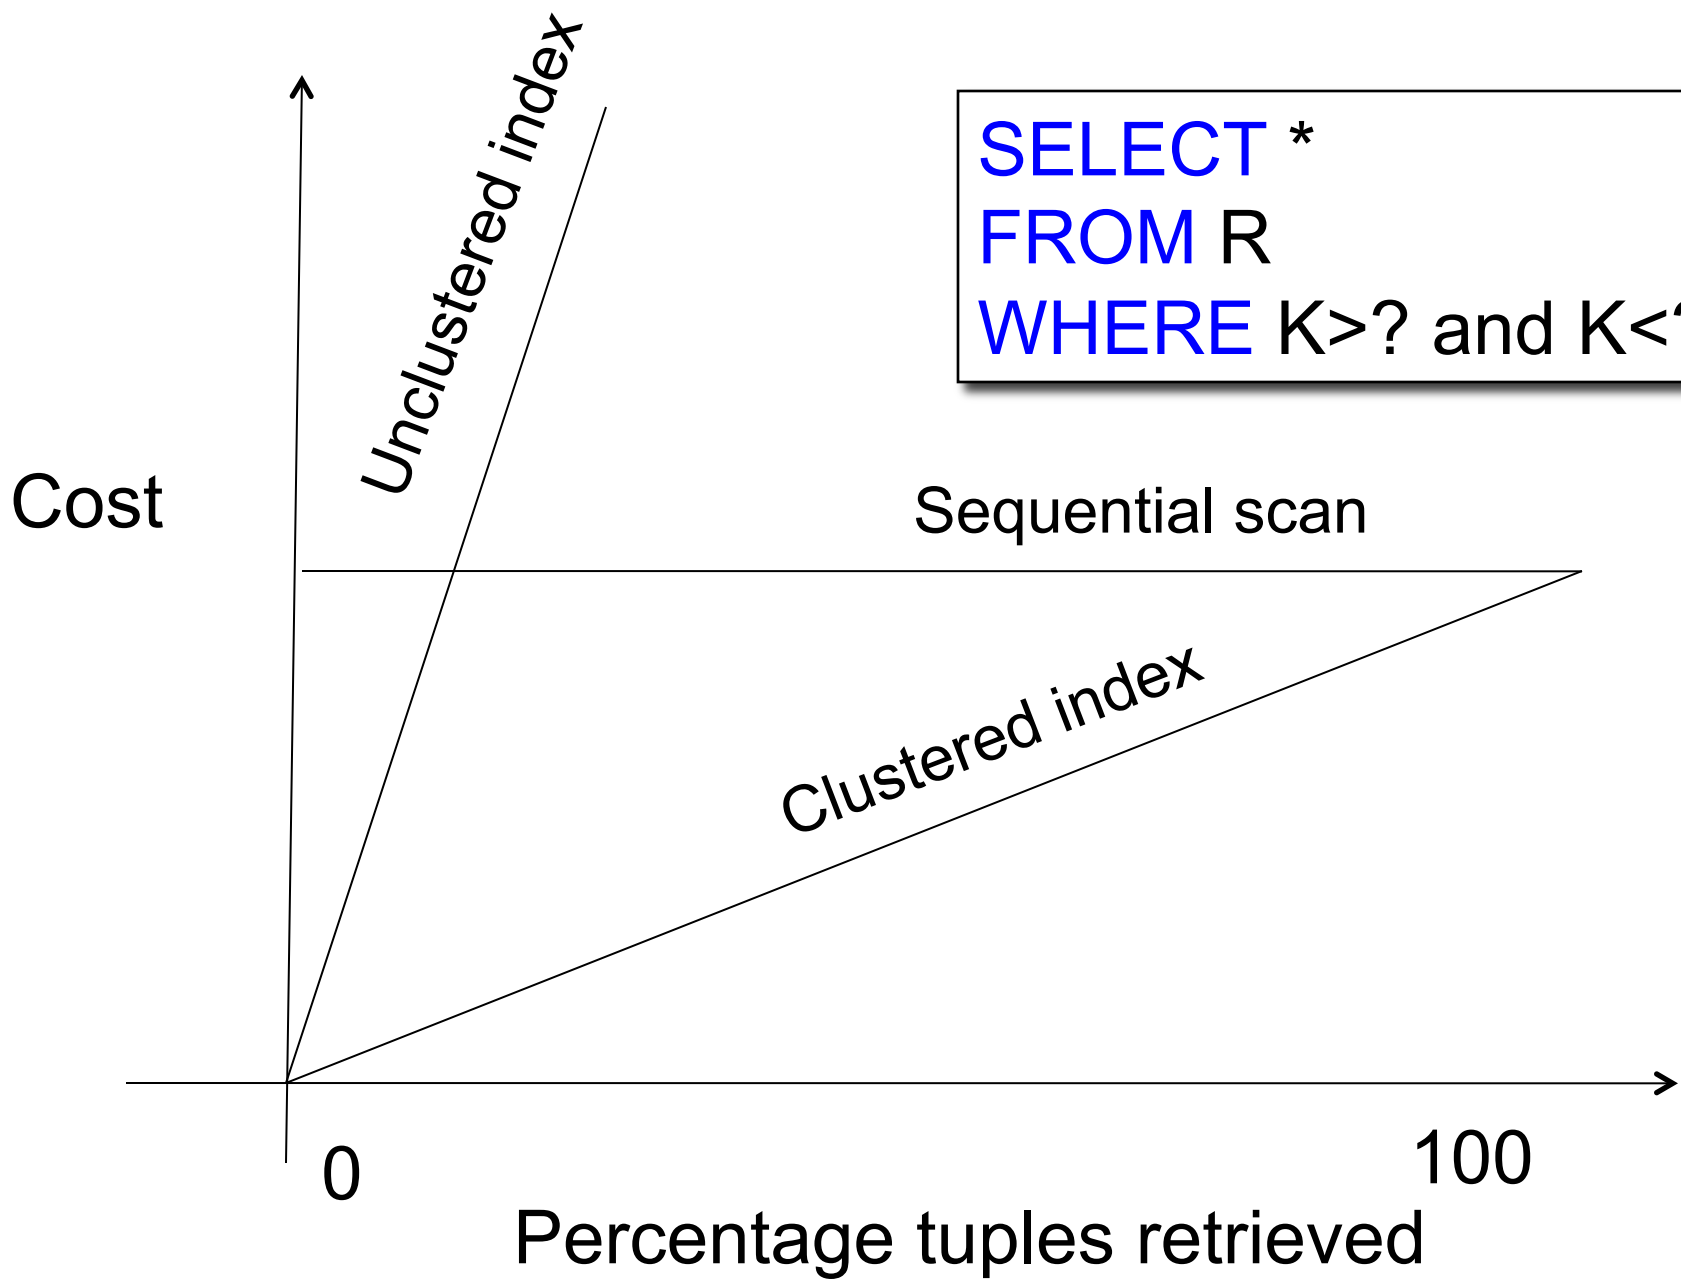 Unclustered index
SELECT *
FROM R
WHERE K>? and K<?
Cost
Sequential scan
Clustered index
0
100
Percentage tuples retrieved